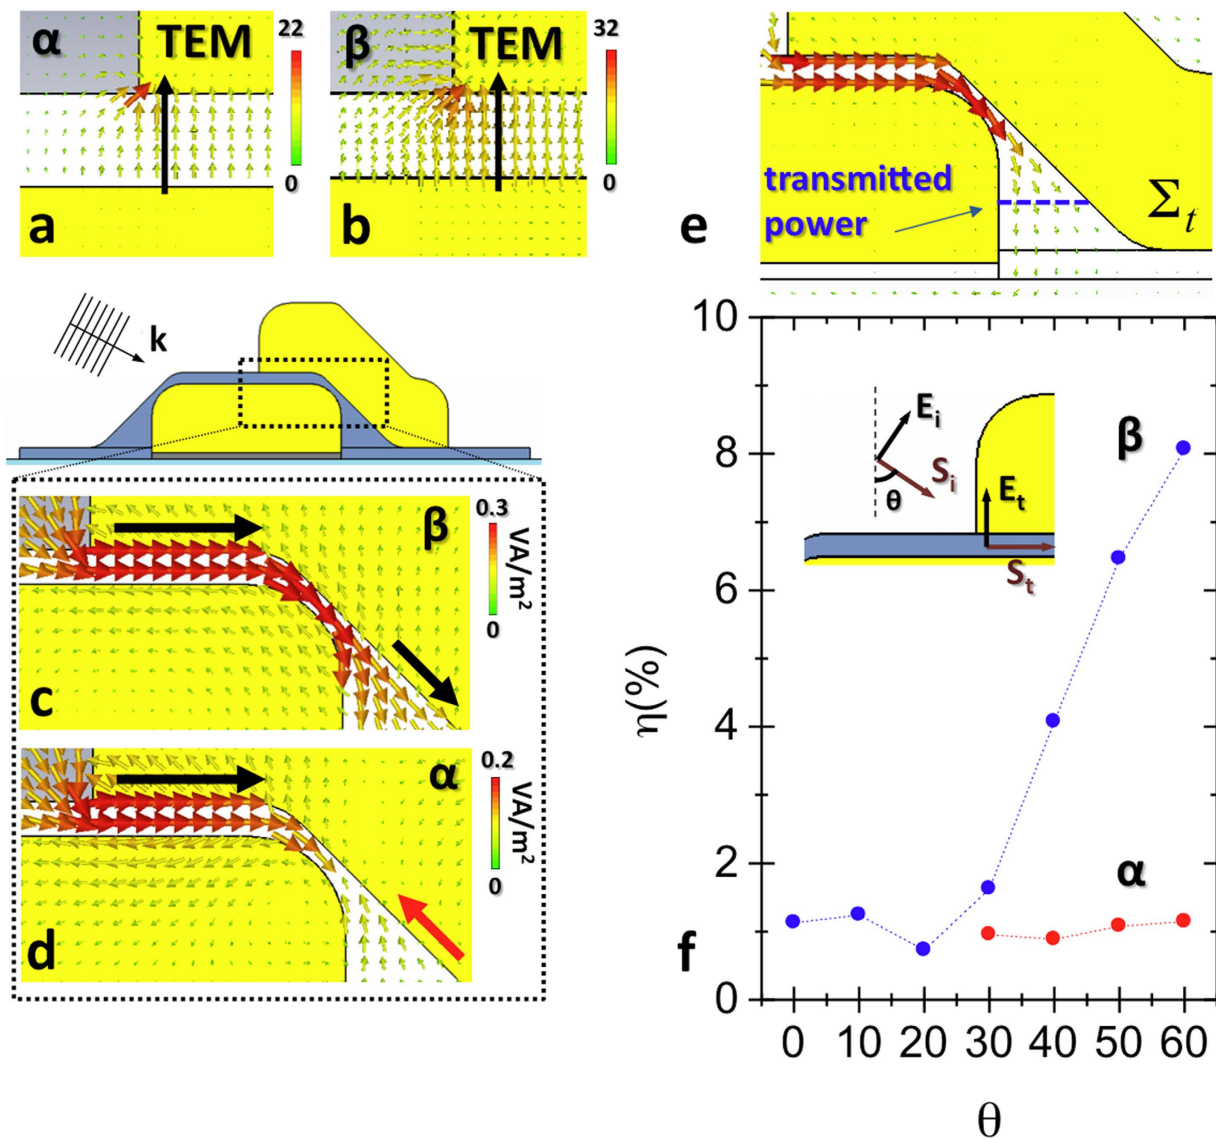 α
TEM
22
0
a
β
TEM
32
0
b
k
β
0.3
VA/m²
0
c
α
0.2
VA/m²
0
d
transmitted
power
Σt
e
10
8
6
4
2
0
η(%)
Ei
Si
θ
Et
St
β
α
f
0 10 20 30 40 50 60
θ